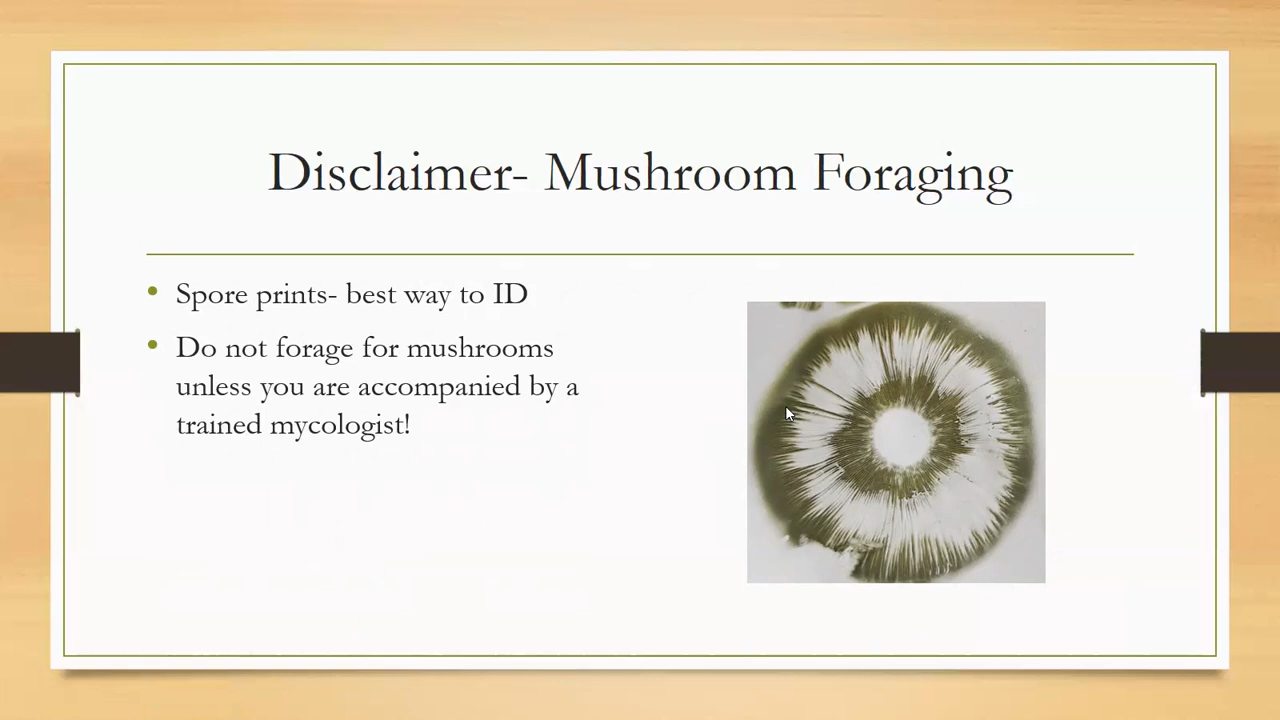 Disclaimer- Mushroom Foraging
Spore prints- best way to ID
Do not forage for mushrooms
unless you are accompanied by a
trained mycologist!